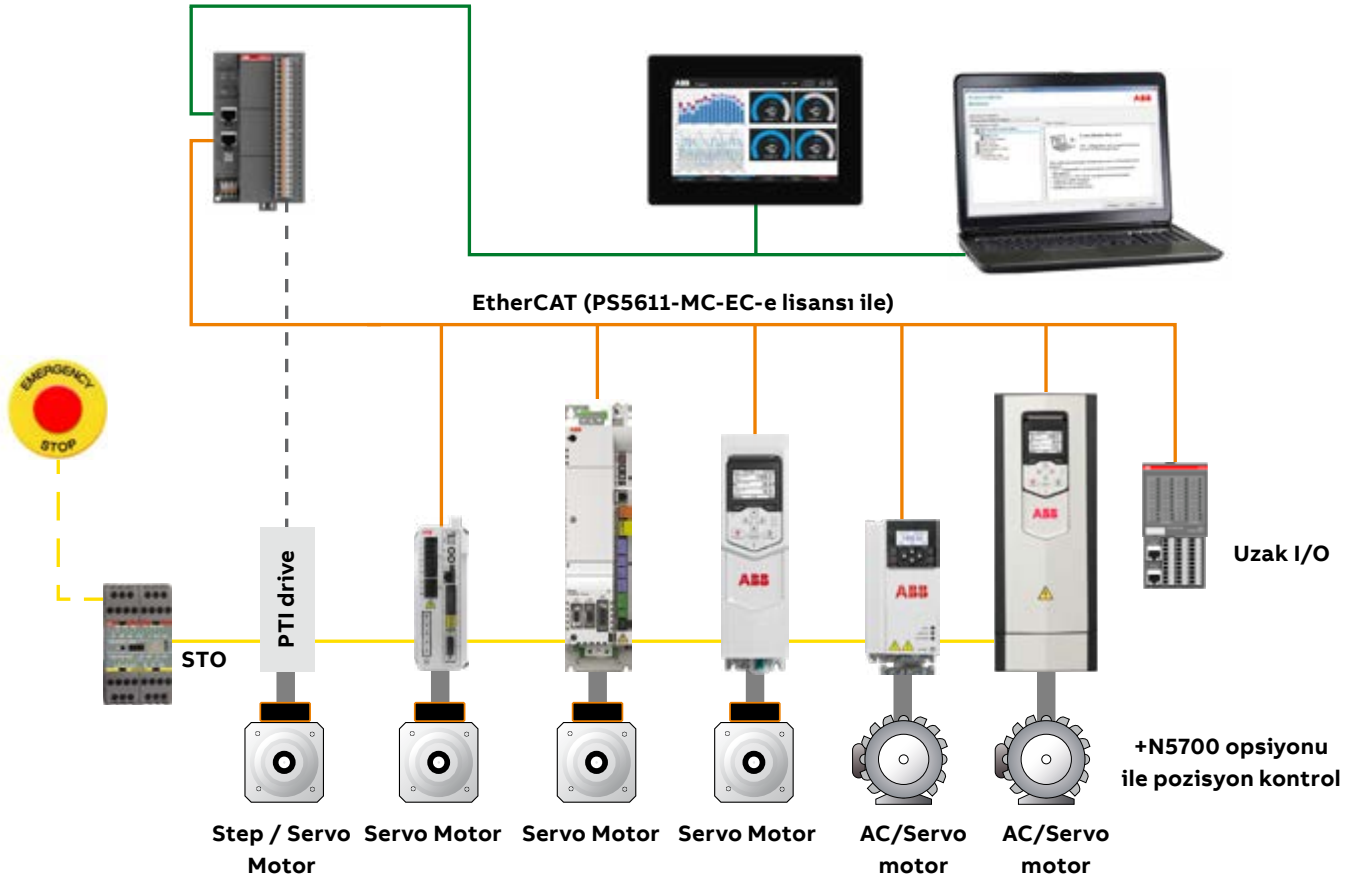 ABB
ABB
EtherCAT (PS5611-MC-EC-e lisansı ile)
EMERGENCY
STOP
PTI drive
STO
ABB
ABB
ABB
Uzak I/O
+N5700 opsiyonu
ile pozisyon kontrol
Step / Servo
Motor
Servo Motor
Servo Motor
Servo Motor
AC/Servo
motor
AC/Servo
motor